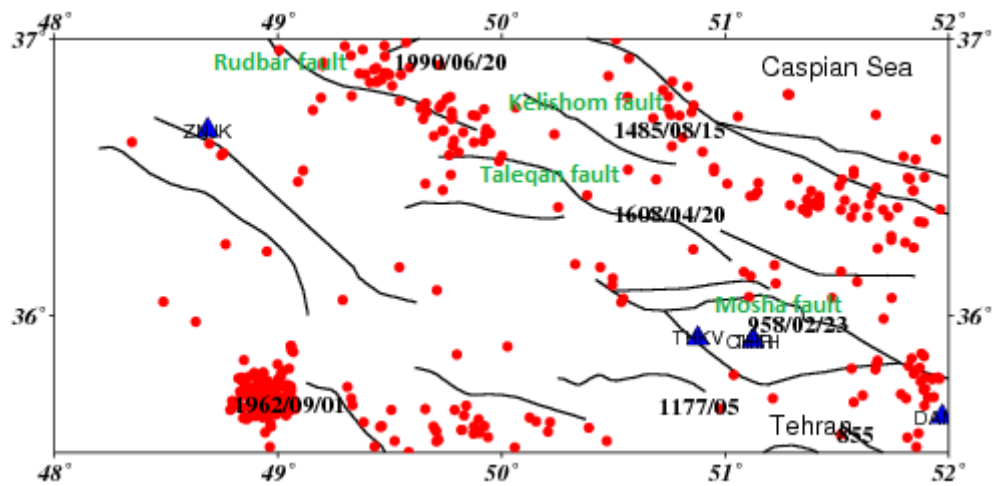 48° 49° 50° 51° 52°
37° 37°
Rudbar fault
1990/06/20
Caspian Sea
Kelishom fault
1485/08/15
Taleqan fault
1608/04/20
Mosha fault
36° 36°
958/02/23
1962/09/01
1177/05
Tehran
855
48° 49° 50° 51° 52°